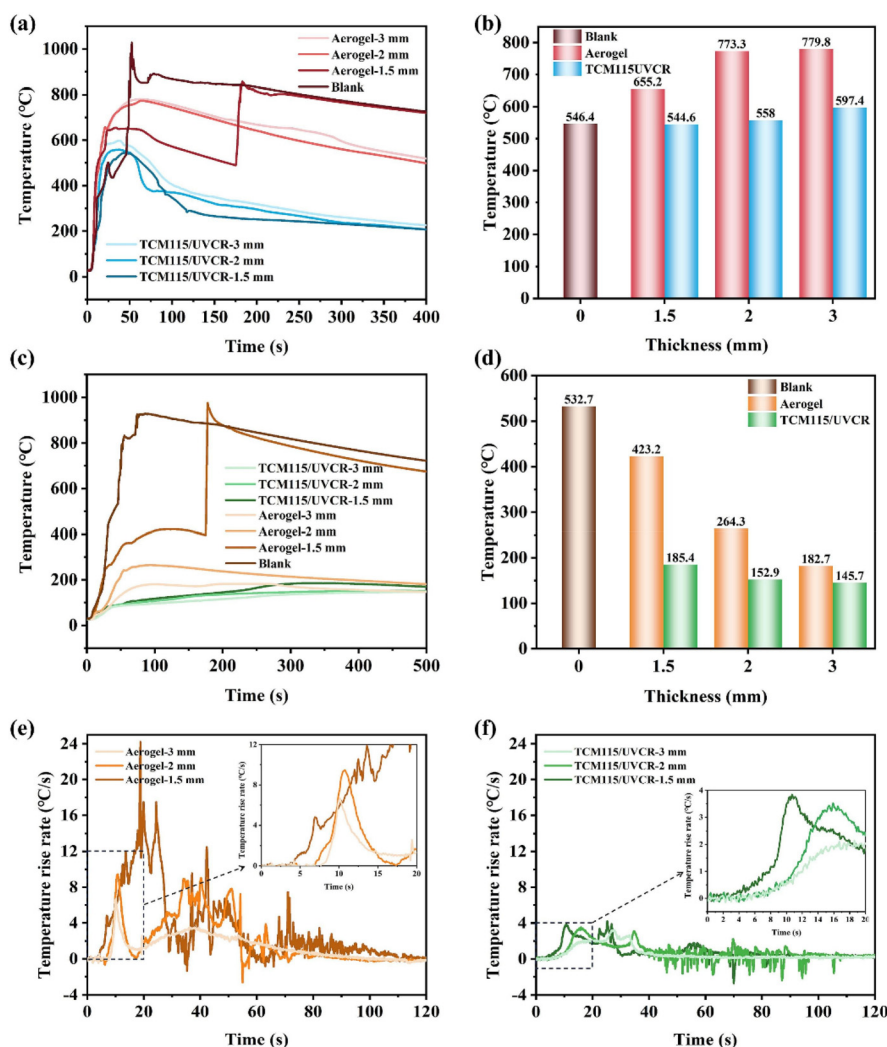 (a)
Temperature (°C)
1000
800
600
400
200
0
Aerogel-3 mm
Aerogel-2 mm
Aerogel-1.5 mm
Blank
TCM115/UVCR-3 mm
TCM115/UVCR-2 mm
TCM115/UVCR-1.5 mm
0 50 100 150 200 250 300 350 400
Time (s)
(b)
Temperature (°C)
800
700
600
500
400
300
200
100
0
Blank
Aerogel
TCM115UVCR
546.4
655.2
544.6
773.3
558
779.8
597.4
0 1.5 2 3
Thickness (mm)
(c)
Temperature (°C)
1000
800
600
400
200
0
TCM115/UVCR-3 mm
TCM115/UVCR-2 mm
TCM115/UVCR-1.5 mm
Aerogel-3 mm
Aerogel-2 mm
Aerogel-1.5 mm
Blank
0 100 200 300 400 500
Time (s)
(d)
Temperature (°C)
600
500
400
300
200
100
0
Blank
Aerogel
TCM115/UVCR
532.7
423.2
185.4
264.3
152.9
182.7
145.7
0 1.5 2 3
Thickness (mm)
(e)
Temperature rise rate (°C/s)
24
20
16
12
8
4
0
-4
Aerogel-3 mm
Aerogel-2 mm
Aerogel-1.5 mm
Temperature rise rate (°C/s)
12
8
4
0
0 5 10 15 20
Time (s)
0 20 40 60 80 100 120
Time (s)
(f)
Temperature rise rate (°C/s)
24
20
16
12
8
4
0
-4
TCM115/UVCR-3 mm
TCM115/UVCR-2 mm
TCM115/UVCR-1.5 mm
Temperature rise rate (°C/s)
4
3
2
1
0
0 2 4 6 8 10 12 14 16 18 20
Time (s)
0 20 40 60 80 100 120
Time (s)